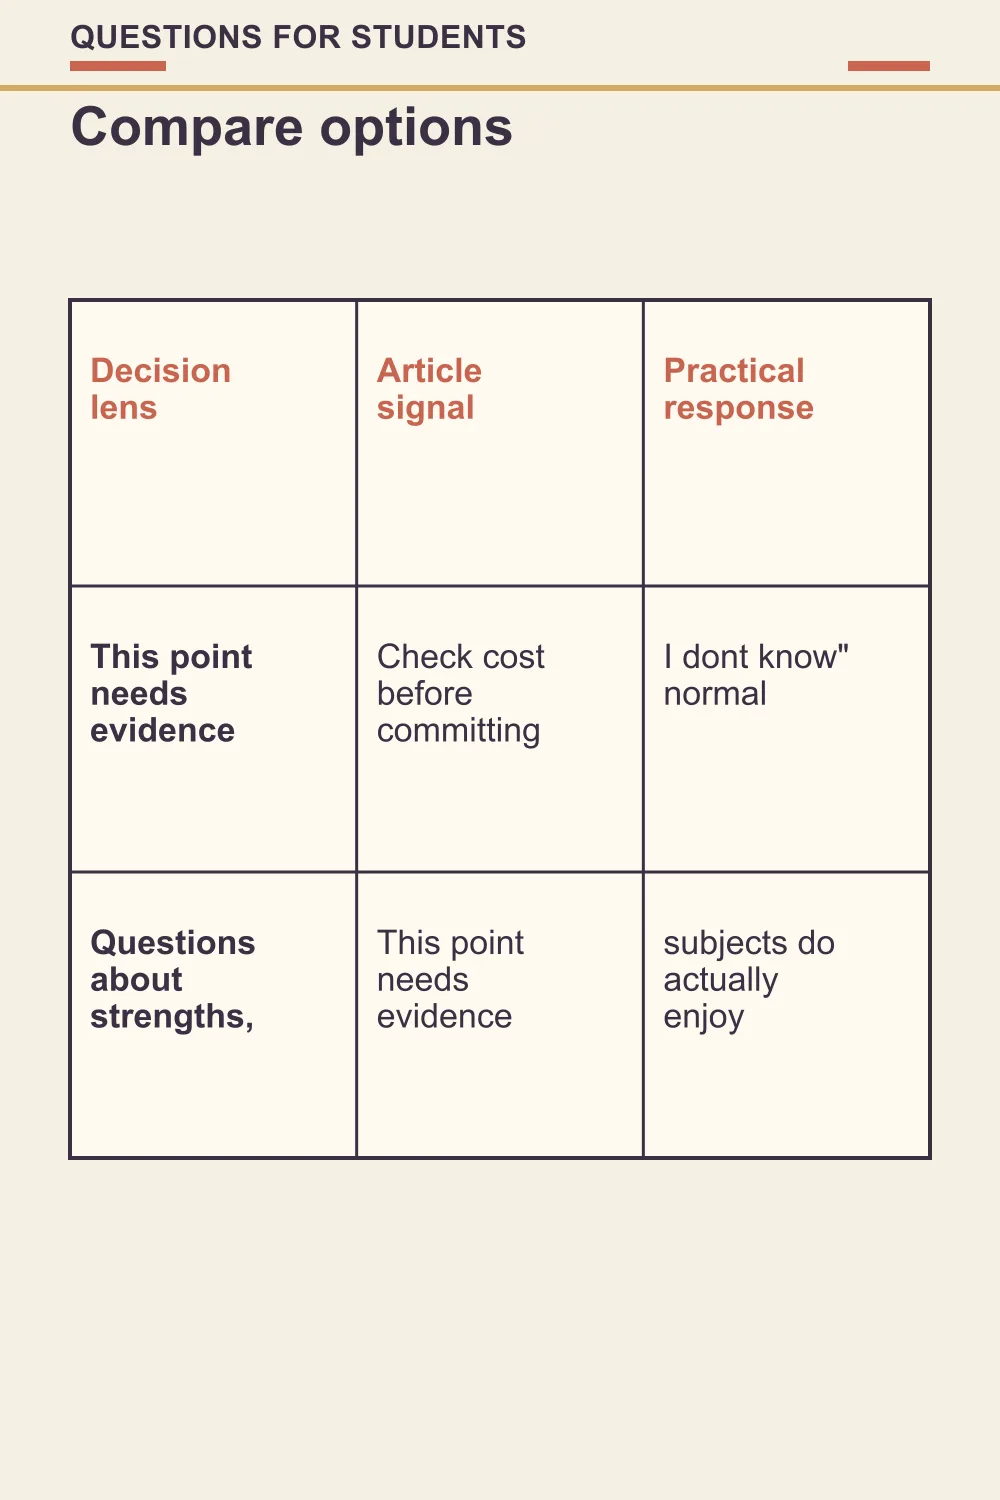 QUESTIONS FOR STUDENTS
Compare options
Decision
lens
Article
signal
Practical
response
This point
needs
evidence
Check cost
before
committing
I dont know"
normal
Questions
about
strengths,
This point
needs
evidence
subjects do
actually
enjoy